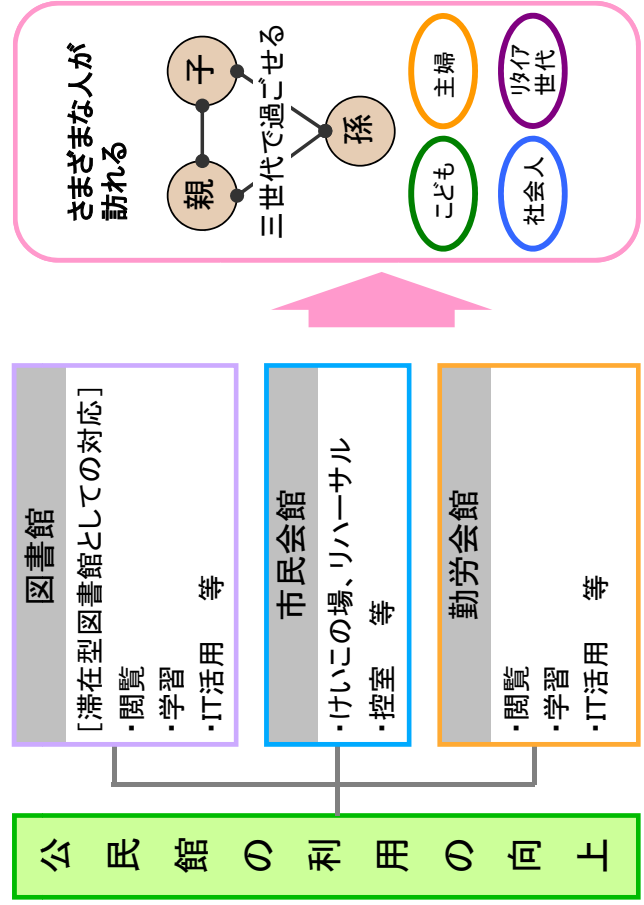 公民館の利用の向上
図書館
[滞在型図書館としての対応]
・閲覧
・学習
・IT活用　等
市民会館
・けいこの場、リハーサル
・控室　等
勤労会館
・閲覧
・学習
・IT活用　等
さまざまな人が
訪れる
親
子
三世代で過ごせる
孫
こども
主婦
社会人
リタイア
世代